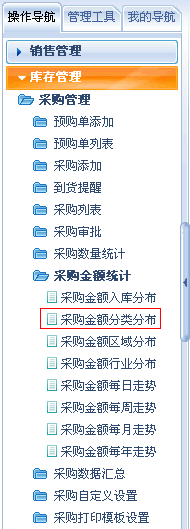 操作导航 管理工具 我的导航
销售管理
库存管理
采购管理
预购单添加
预购单列表
采购添加
到货提醒
采购列表
采购审批
采购数量统计
采购金额统计
采购金额入库分布
采购金额分类分布
采购金额区域分布
采购金额行业分布
采购金额每日走势
采购金额每周走势
采购金额每月走势
采购金额每年走势
采购数据汇总
采购自定义设置
采购打印模板设置